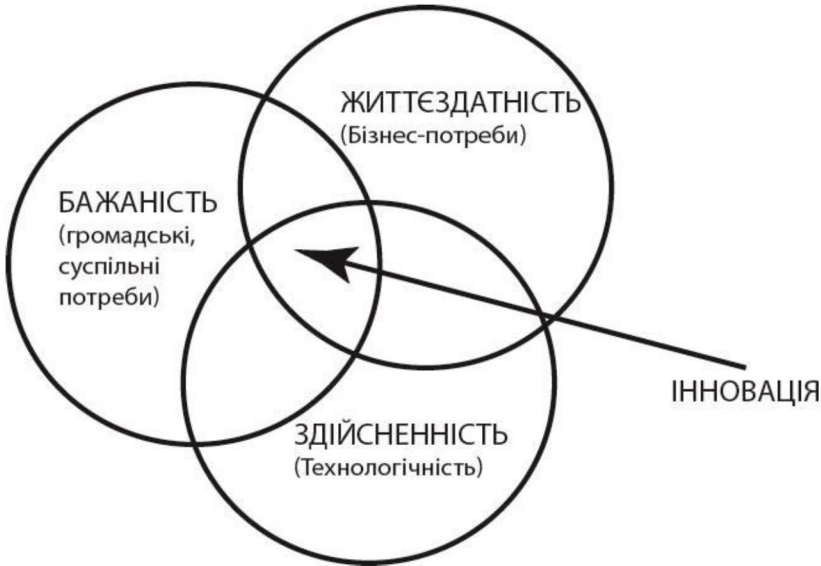 ЖИТТЄЗДАТНІСТЬ
(Бізнес-потреби)
БАЖАНІСТЬ
(громадські,
суспільні
потреби)
ІННОВАЦІЯ
ЗДІЙСНЕННІСТЬ
(Технологічність)